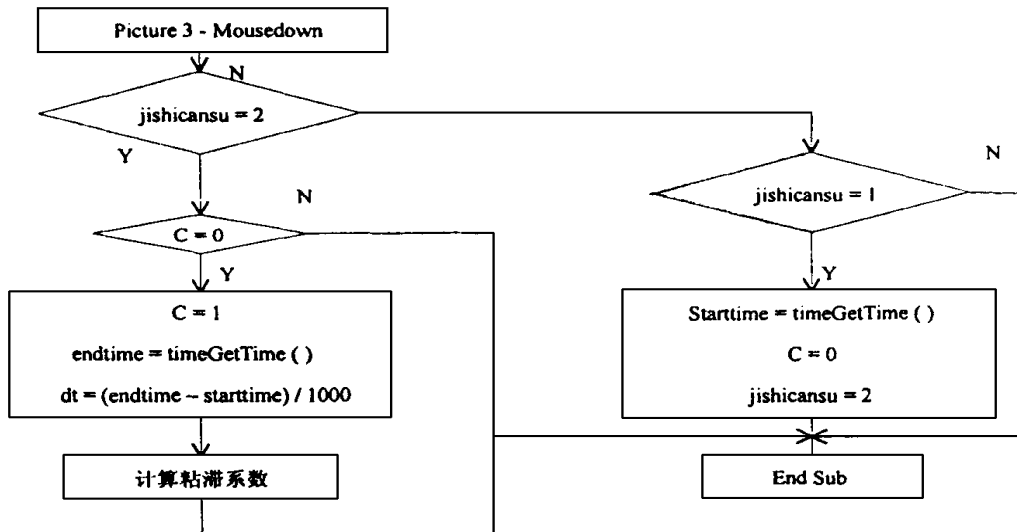 Picture 3 - Mousedown
N
jishicansu = 2
Y
N
C = 0
Y
C = 1
endtime = timeGetTime ( )
dt = (endtime – starttime) / 1000
计算粘滞系数
N
jishicansu = 1
Y
Starttime = timeGetTime ( )
C = 0
jishicansu = 2
End Sub